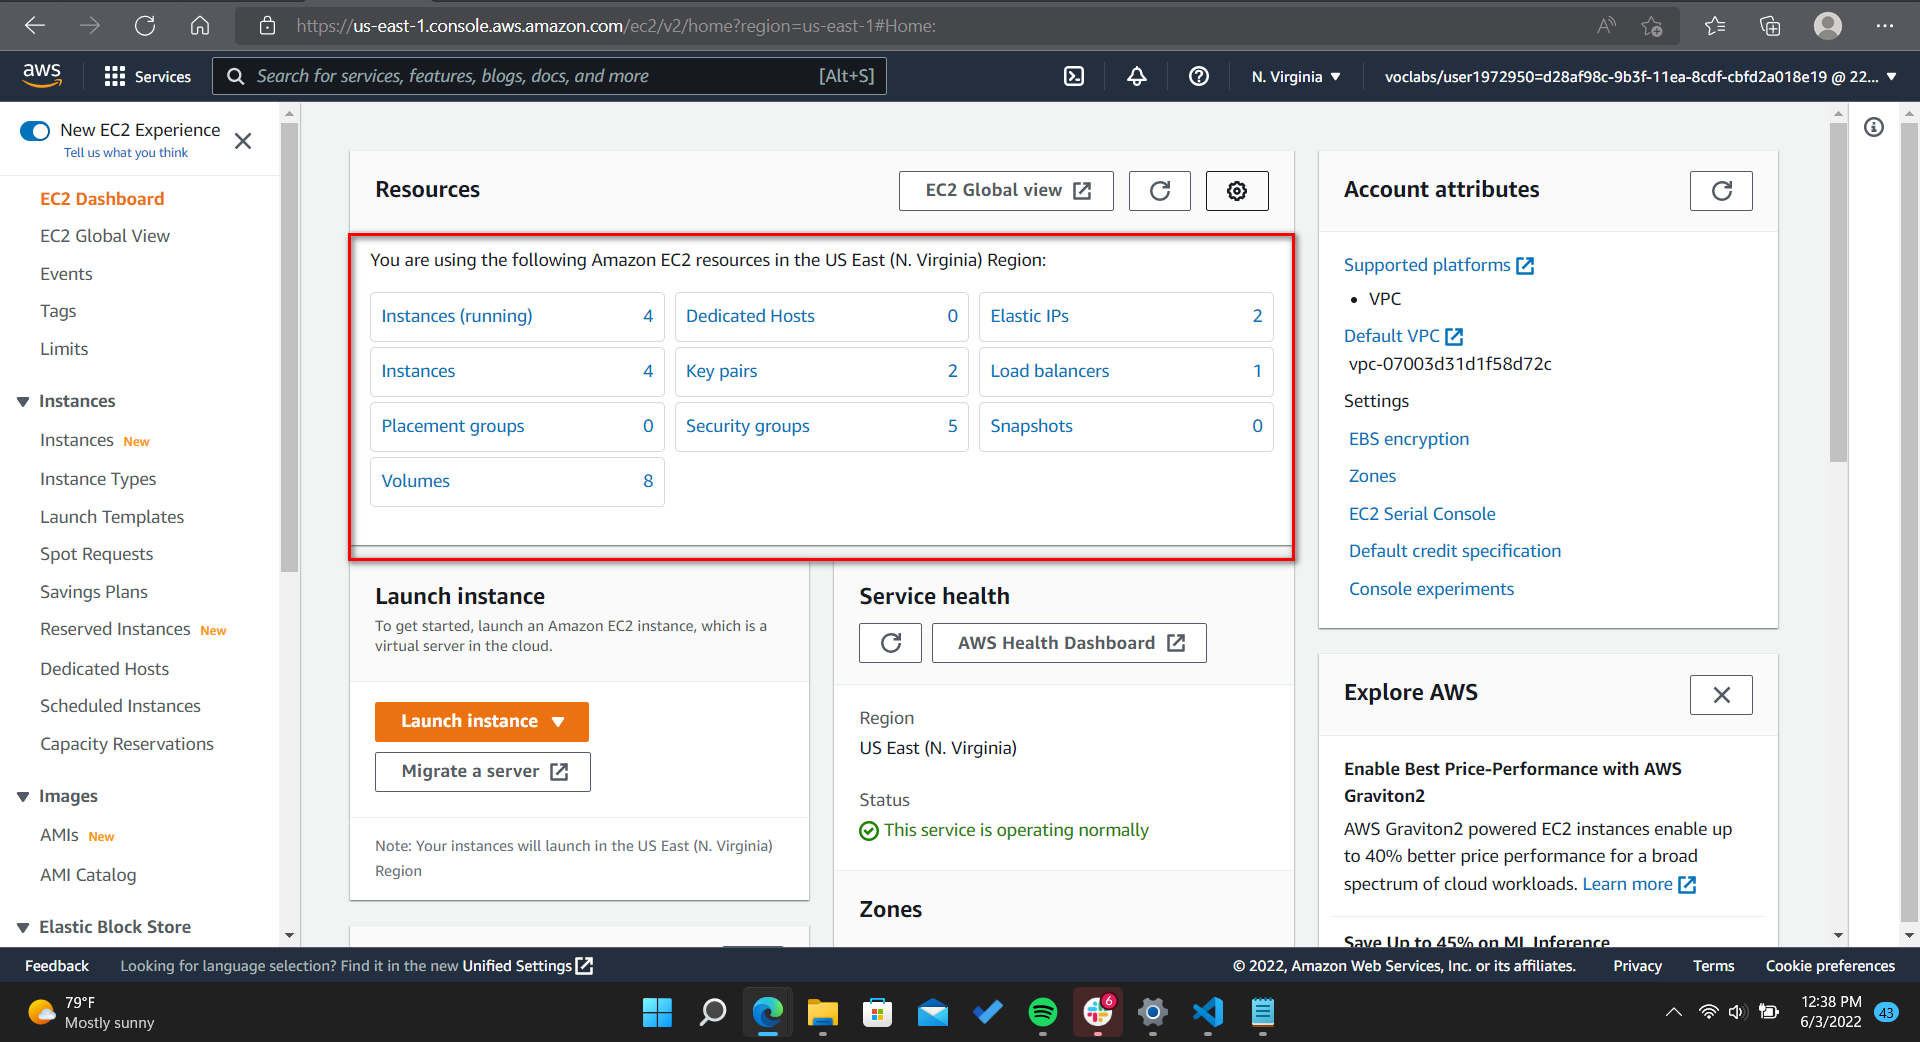 https://us-east-1.console.aws.amazon.com/ec2/v2/home?region=us-east-1#Home:
aws
Services
Search for services, features, blogs, docs, and more
[Alt+S]
N. Virginia
voclabs/user1972950=d28af98c-9b3f-11ea-8cdf-cbfd2a018e19 @ 22...
New EC2 Experience
Tell us what you think
EC2 Dashboard
EC2 Global View
Events
Tags
Limits
Instances
Instances New
Instance Types
Launch Templates
Spot Requests
Savings Plans
Reserved Instances New
Dedicated Hosts
Scheduled Instances
Capacity Reservations
Images
AMIs New
AMI Catalog
Elastic Block Store
Resources
EC2 Global view
You are using the following Amazon EC2 resources in the US East (N. Virginia) Region:
Instances (running) 4
Dedicated Hosts 0
Elastic IPs 2
Instances 4
Key pairs 2
Load balancers 1
Placement groups 0
Security groups 5
Snapshots 0
Volumes 8
Launch instance
To get started, launch an Amazon EC2 instance, which is a
virtual server in the cloud.
Launch instance
Migrate a server
Note: Your instances will launch in the US East (N. Virginia)
Region
Service health
AWS Health Dashboard
Region
US East (N. Virginia)
Status
This service is operating normally
Zones
Account attributes
Supported platforms
VPC
Default VPC
vpc-07003d31d1f58d72c
Settings
EBS encryption
Zones
EC2 Serial Console
Default credit specification
Console experiments
Explore AWS
Enable Best Price-Performance with AWS
Graviton2
AWS Graviton2 powered EC2 instances enable up
to 40% better price performance for a broad
spectrum of cloud workloads. Learn more
Save Up to 45% on ML Inference
Feedback
Looking for language selection? Find it in the new Unified Settings
© 2022, Amazon Web Services, Inc. or its affiliates.
Privacy
Terms
Cookie preferences
79°F
Mostly sunny
6
12:38 PM
6/3/2022
43